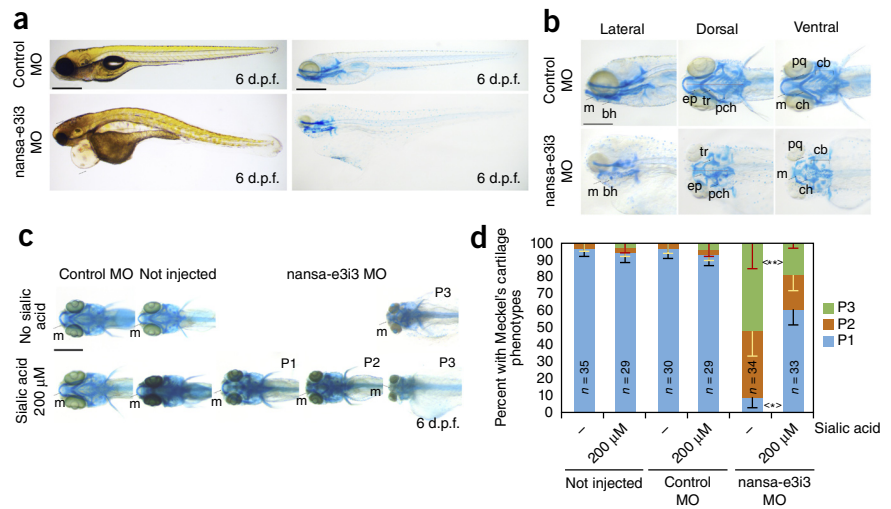 a
Control
MO
6 d.p.f.
6 d.p.f.
nansa-e3i3
MO
6 d.p.f.
6 d.p.f.
b
Lateral
Dorsal
Ventral
Control
MO
m
bh
ep
tr
pch
pq
cb
m
ch
nansa-e3i3
MO
m bh
tr
ep
pch
pq
cb
m
ch
c
Control MO
Not injected
nansa-e3i3 MO
No sialic
acid
m
m
P3
m
Sialic acid
200 µM
m
m
P1
m
P2
m
P3
m
6 d.p.f.
d
Percent with Meckel's cartilage
phenotypes
100
90
80
70
60
50
40
30
20
10
0
n = 35
n = 29
n = 30
n = 29
n = 34
n = 33
<**>
<*>
P3
P2
P1
– 200 µM – 200 µM – 200 µM Sialic acid
Not injected
Control
MO
nansa-e3i3
MO